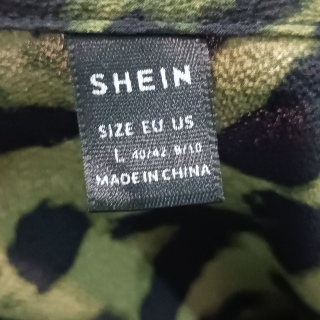 SHEIN
SIZE EU US
L 40/42 8/10
MADE IN CHINA